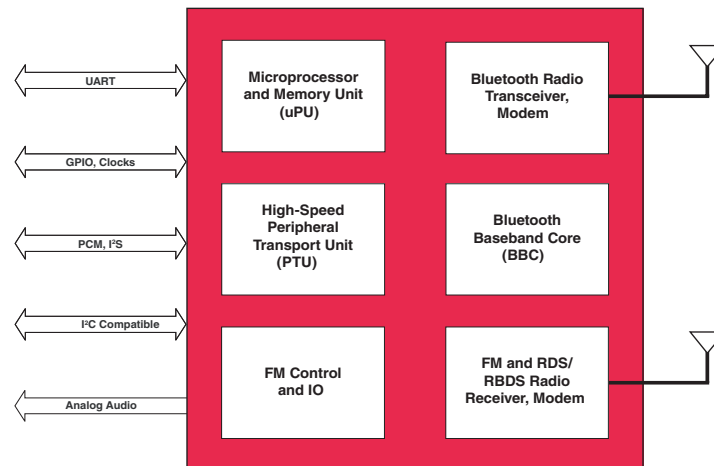 UART
GPIO, Clocks
PCM, I²S
I²C Compatible
Analog Audio
Microprocessor
and Memory Unit
(uPU)
Bluetooth Radio
Transceiver,
Modem
High-Speed
Peripheral
Transport Unit
(PTU)
Bluetooth
Baseband Core
(BBC)
FM Control
and IO
FM and RDS/
RBDS Radio
Receiver, Modem